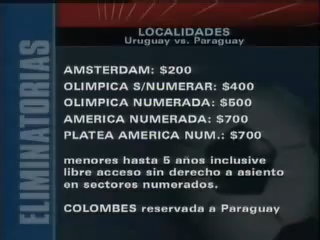 ELIMINATORIAS
LOCALIDADES
Uruguay vs. Paraguay
AMSTERDAM: $200
OLIMPICA S/NUMERAR: $400
OLIMPICA NUMERADA: $500
AMERICA NUMERADA: $700
PLATEA AMERICA NUM.: $700
menores hasta 5 años inclusive
libre acceso sin derecho a asiento
en sectores numerados.
COLOMBES reservada a Paraguay